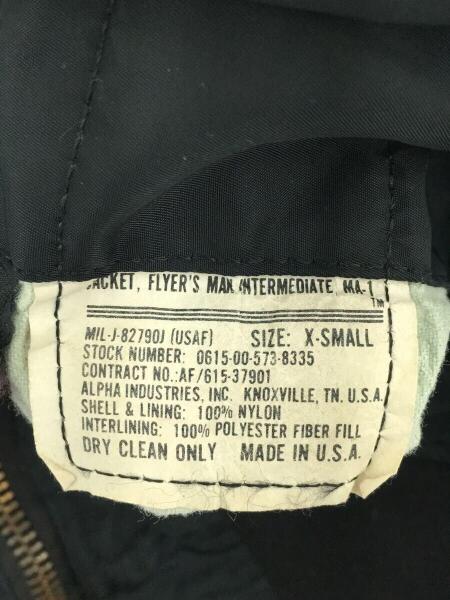 JACKET, FLYER'S MAN INTERMEDIATE, MA-1
TM
MIL-J-82790J (USAF) SIZE: X-SMALL
STOCK NUMBER: 0615-00-573-8335
CONTRACT NO.:AF/615-37901
ALPHA INDUSTRIES, INC. KNOXVILLE, TN. U.S.A.
SHELL & LINING: 100% NYLON
INTERLINING: 100% POLYESTER FIBER FILL
DRY CLEAN ONLY MADE IN U.S.A.